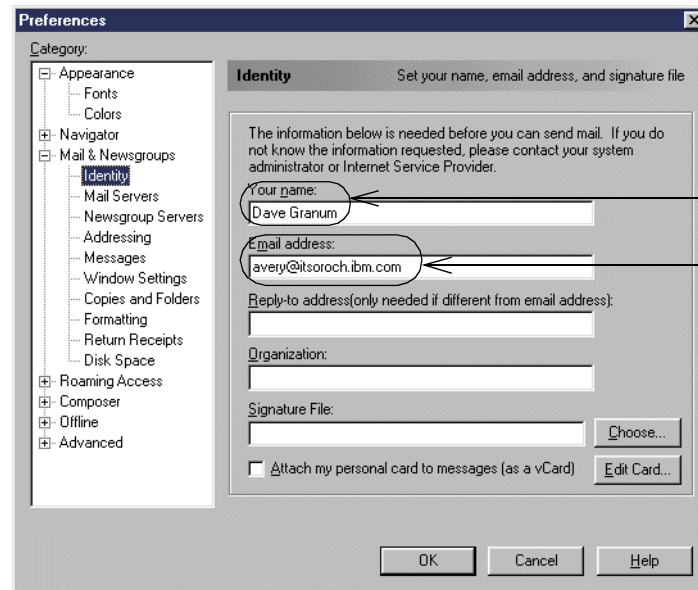 Preferences
Category:
Appearance
Fonts
Colors
Navigator
Mail & Newsgroups
Identity
Mail Servers
Newsgroup Servers
Addressing
Messages
Window Settings
Copies and Folders
Formatting
Return Receipts
Disk Space
Roaming Access
Composer
Offline
Advanced
Identity Set your name, email address, and signature file
The information below is needed before you can send mail. If you do
not know the information requested, please contact your system
administrator or Internet Service Provider.
Your name:
Dave Granum
Email address:
avery@itsoroch.ibm.com
Reply-to address(only needed if different from email address):
Organization:
Signature File:
Choose...
Attach my personal card to messages (as a vCard)
Edit Card...
OK Cancel Help